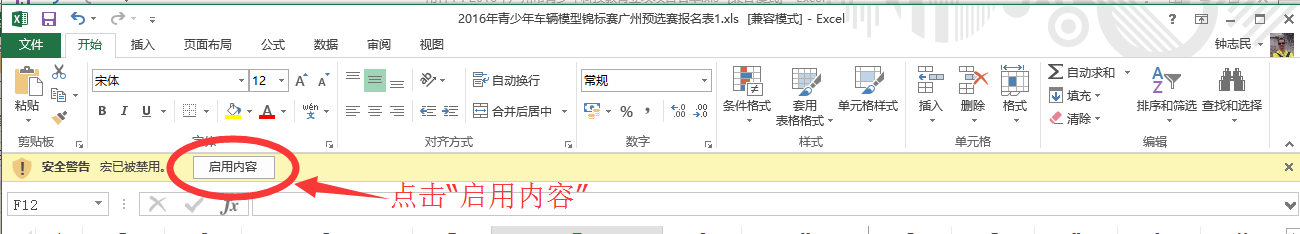 2016年青少年车辆模型锦标赛广州预选赛报名表1.xls [兼容模式] - Excel
文件 开始 插入 页面布局 公式 数据 审阅 视图 钟志民
宋体 12 A A 自动换行 常规 自动求和
粘贴 条件格式 套用 单元格样式 插入 删除 格式 填充 排序和筛选 查找和选择
B I U A wén 合并后居中 % , 表格格式 清除
剪贴板 字体 对齐方式 数字 样式 单元格 编辑
安全警告 宏已被禁用。 启用内容
点击“启用内容”
F12 fx